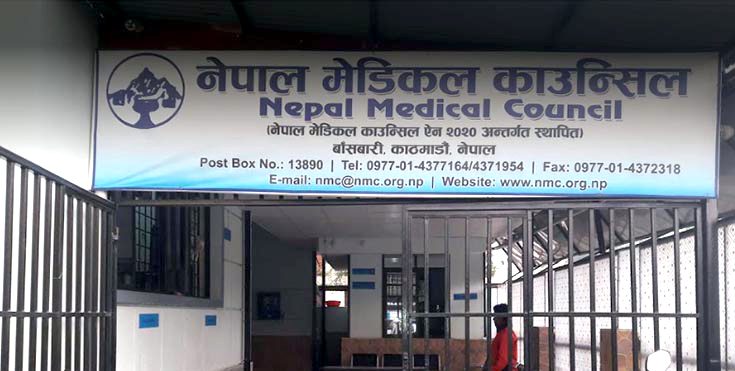 नेपाल मेडिकल काउन्सिल
Nepal Medical Council
(नेपाल मेडिकल काउन्सिल ऐन २०२० अन्तर्गत स्थापित)
बाँसबारी, काठमाडौं, नेपाल
Post Box No.: 13890 | Tel: 0977-01-4377164/4371954 | Fax: 0977-01-4372318
E-mail: nmc@nmc.org.np | Website: www.nmc.org.np